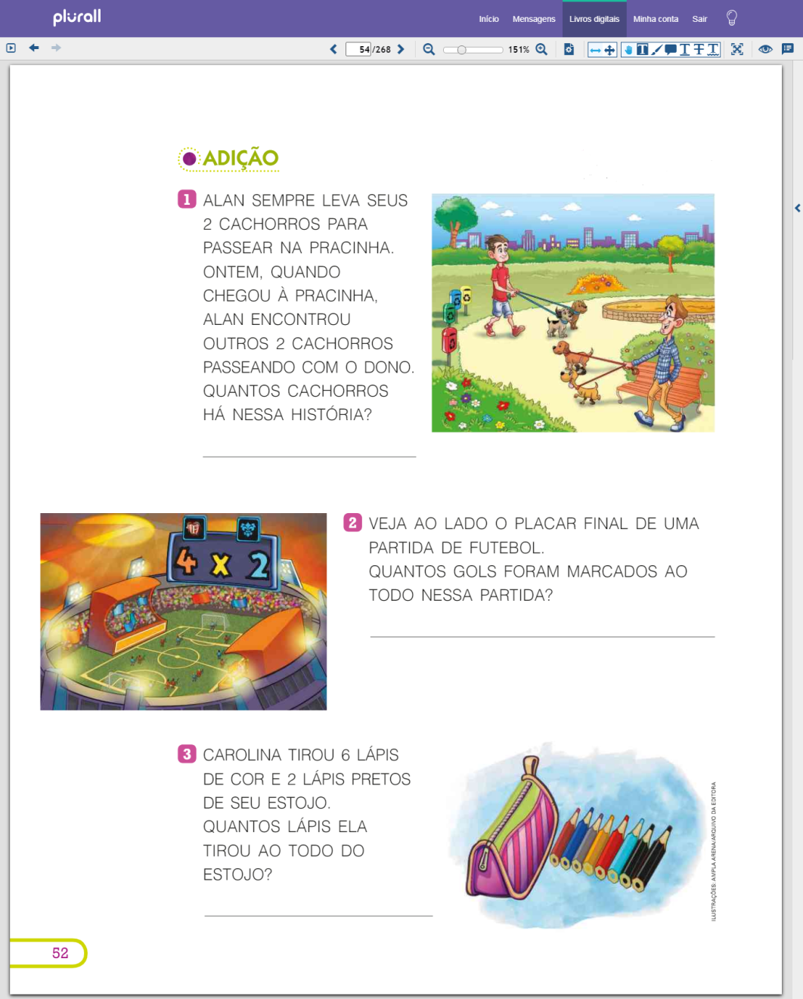 plurall
Início Mensagens Livros digitais Minha conta Sair
54/268 151%
ADIÇÃO
1 ALAN SEMPRE LEVA SEUS
2 CACHORROS PARA
PASSEAR NA PRACINHA.
ONTEM, QUANDO
CHEGOU À PRACINHA,
ALAN ENCONTROU
OUTROS 2 CACHORROS
PASSEANDO COM O DONO.
QUANTOS CACHORROS
HÁ NESSA HISTÓRIA?
4 x 2
2 VEJA AO LADO O PLACAR FINAL DE UMA
PARTIDA DE FUTEBOL.
QUANTOS GOLS FORAM MARCADOS AO
TODO NESSA PARTIDA?
3 CAROLINA TIROU 6 LÁPIS
DE COR E 2 LÁPIS PRETOS
DE SEU ESTOJO.
QUANTOS LÁPIS ELA
TIROU AO TODO DO
ESTOJO?
ILUSTRAÇÕES: AMPLA ARENA/ARQUIVO DA EDITORA
52